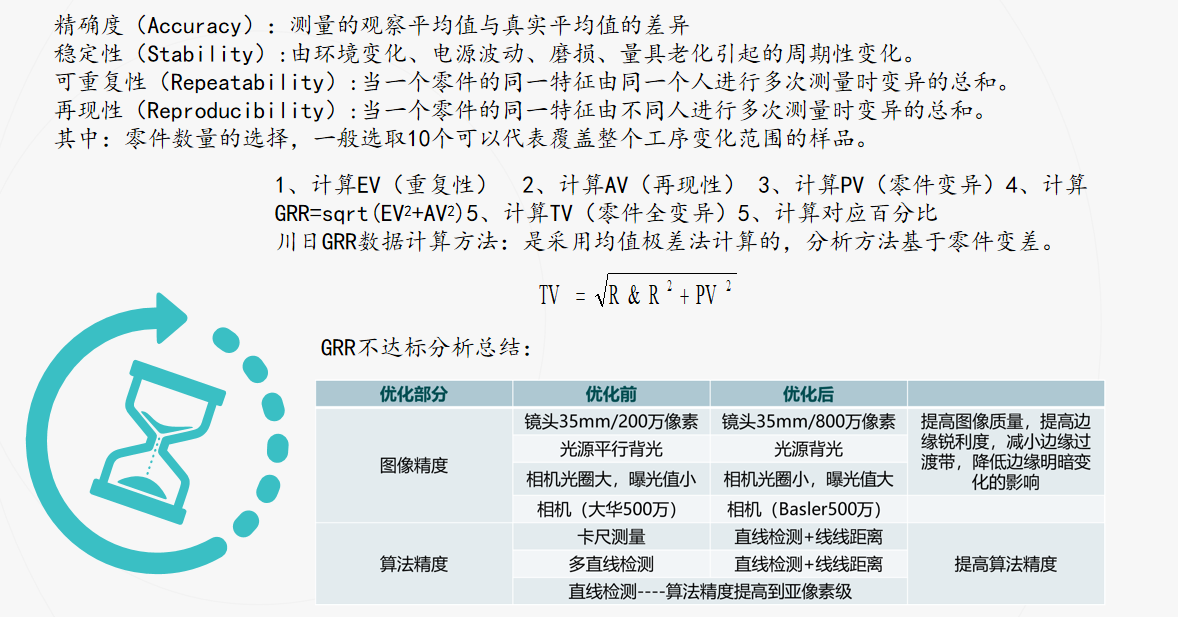 精确度（Accuracy）：测量的观察平均值与真实平均值的差异
稳定性（Stability）:由环境变化、电源波动、磨损、量具老化引起的周期性变化。
可重复性（Repeatability）:当一个零件的同一特征由同一个人进行多次测量时变异的总和。
再现性（Reproducibility）:当一个零件的同一特征由不同人进行多次测量时变异的总和。
其中：零件数量的选择，一般选取10个可以代表覆盖整个工序变化范围的样品。
1、计算EV（重复性） 2、计算AV（再现性） 3、计算PV（零件变异）4、计算
GRR=sqrt(EV²+AV²)5、计算TV（零件全变异）5、计算对应百分比
川日GRR数据计算方法：是采用均值极差法计算的，分析方法基于零件变差。
TV = √R & R ² + PV ²
GRR不达标分析总结：
优化部分 优化前 优化后
图像精度
镜头35mm/200万像素 镜头35mm/800万像素
光源平行背光 光源背光
相机光圈大，曝光值小 相机光圈小，曝光值大
相机（大华500万） 相机（Basler500万）
提高图像质量，提高边
缘锐利度，减小边缘过
渡带，降低边缘明暗变
化的影响
算法精度
卡尺测量 直线检测+线线距离
多直线检测 直线检测+线线距离
直线检测----算法精度提高到亚像素级
提高算法精度